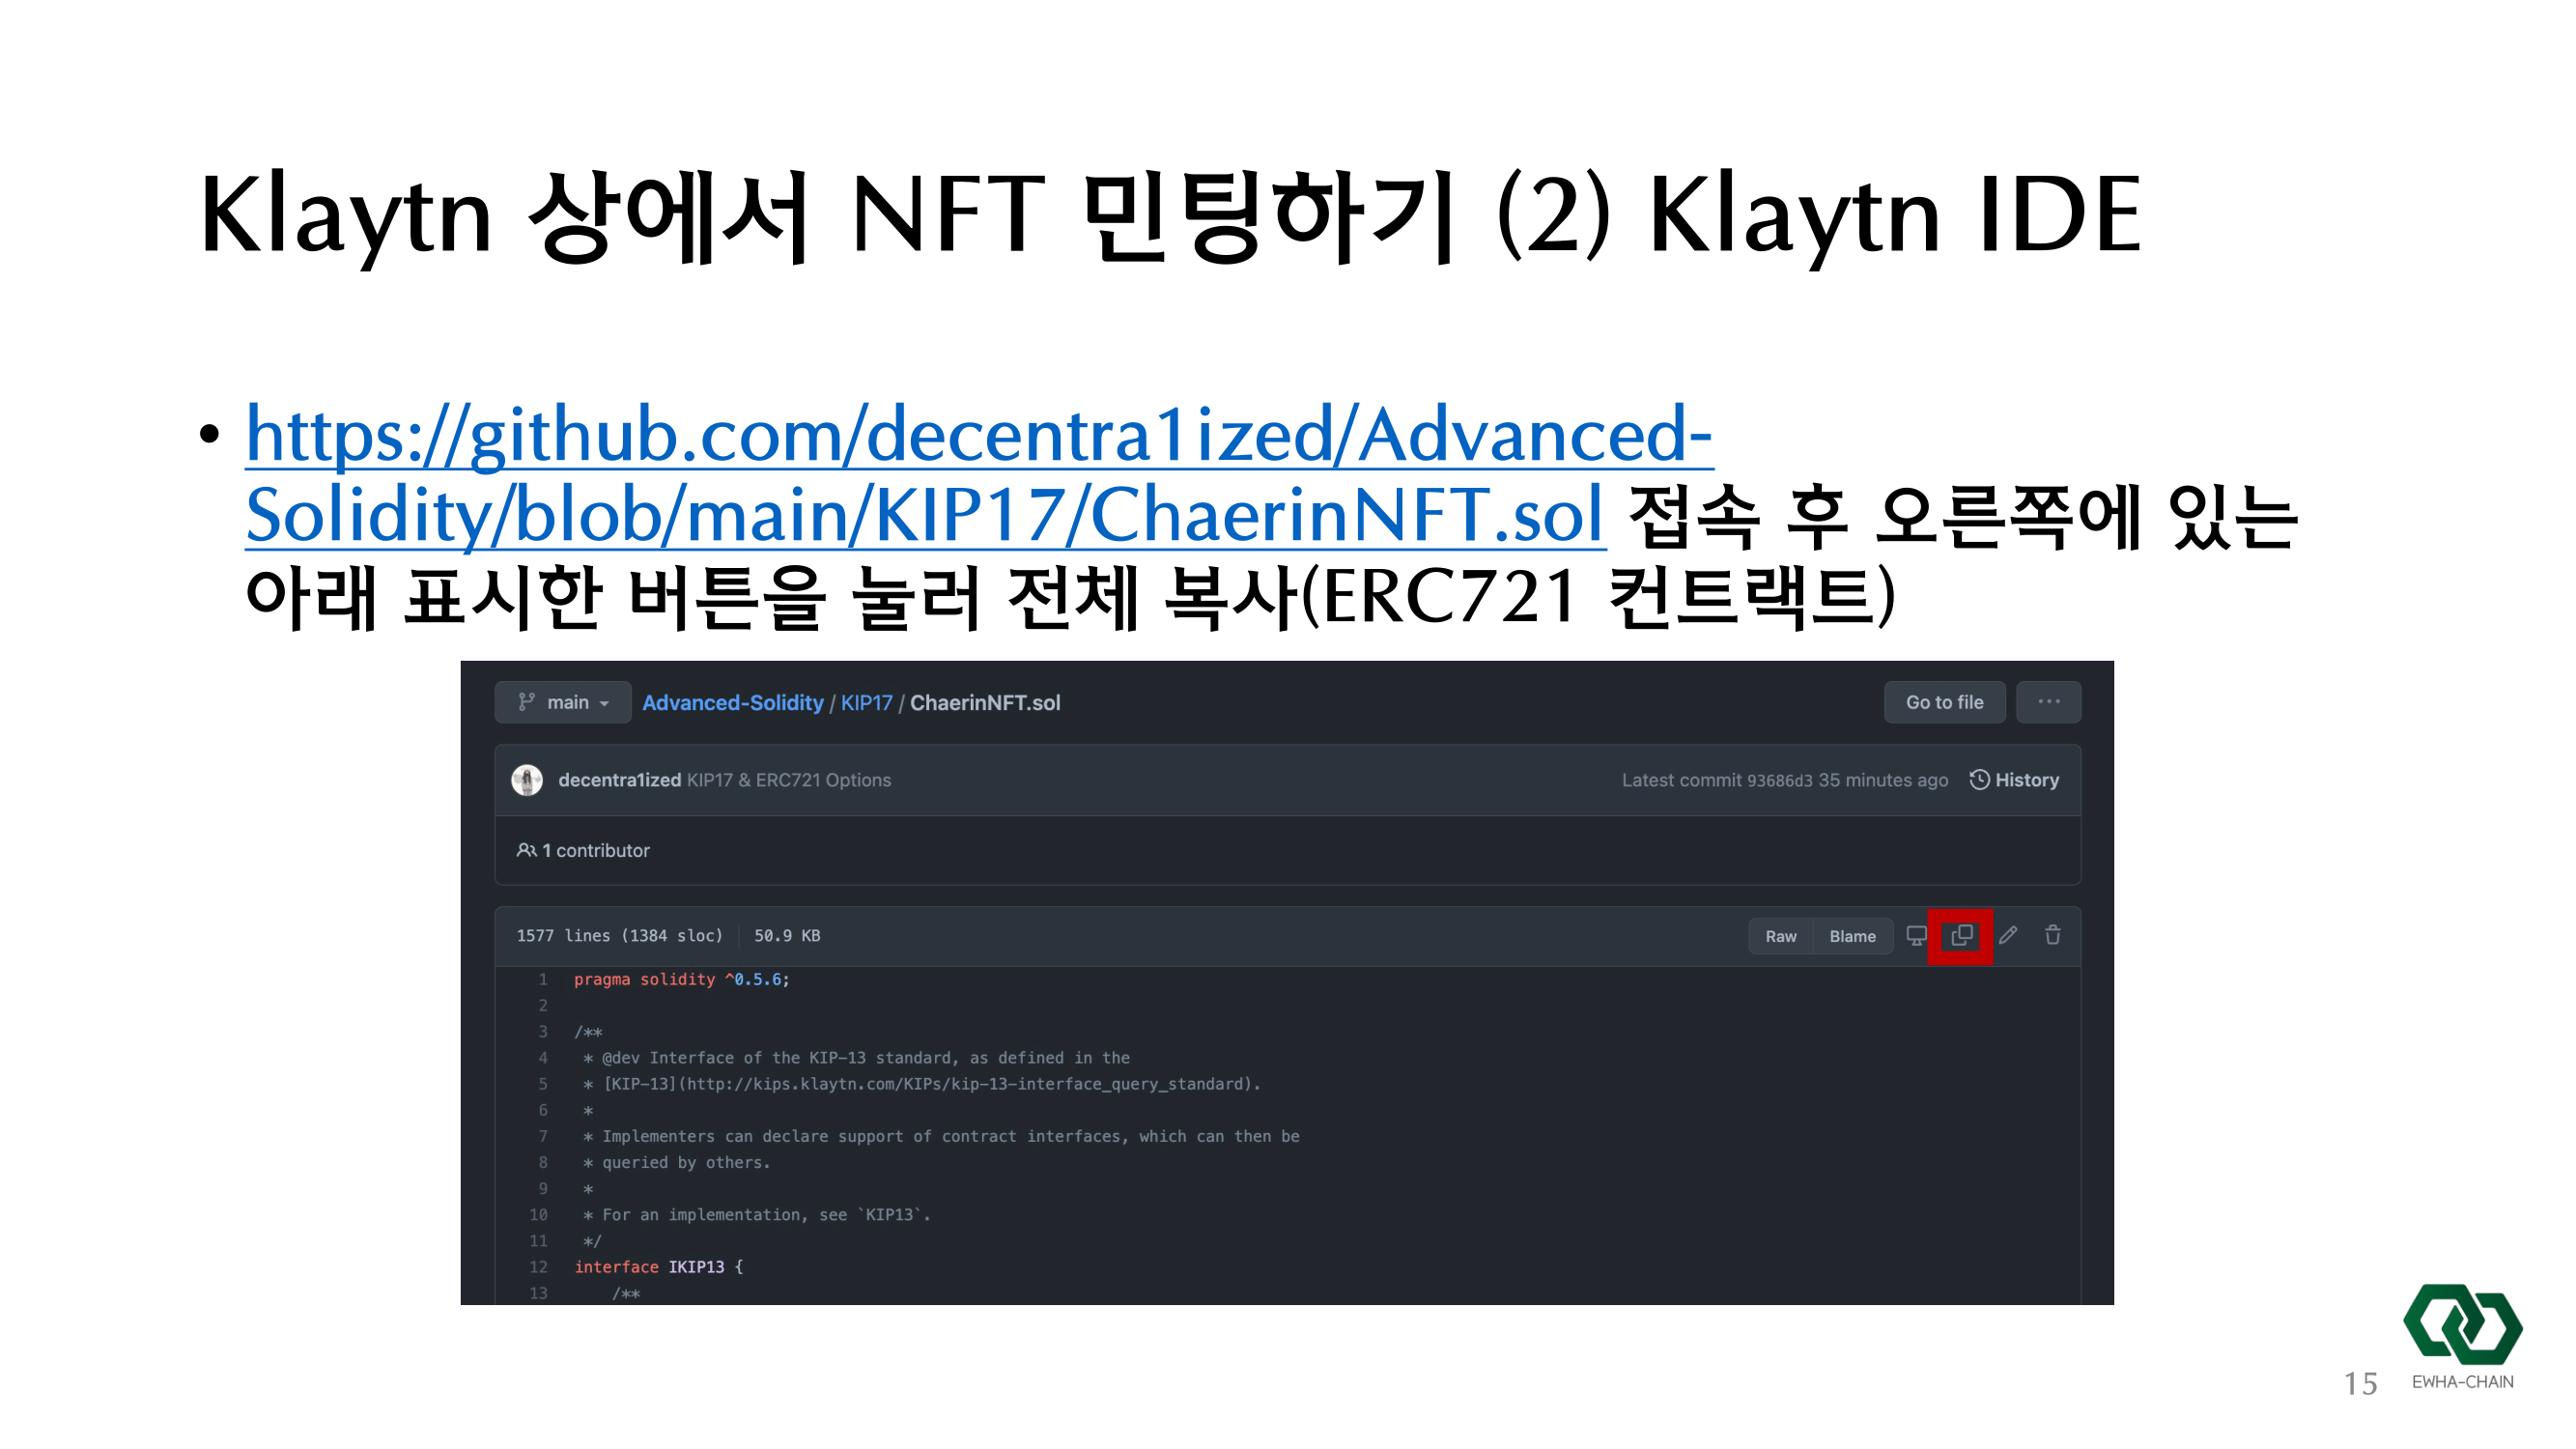 Klaytn 상에서 NFT 민팅하기 (2) Klaytn IDE
• https://github.com/decentra1ized/Advanced-
Solidity/blob/main/KIP17/ChaerinNFT.sol 접속 후 오른쪽에 있는
아래 표시한 버튼을 눌러 전체 복사(ERC721 컨트랙트)
main Advanced-Solidity / KIP17 / ChaerinNFT.sol Go to file ...
decentra1ized KIP17 & ERC721 Options Latest commit 93686d3 35 minutes ago History
1 contributor
1577 lines (1384 sloc) 50.9 KB Raw Blame
1 pragma solidity ^0.5.6;
2
3 /**
4  * @dev Interface of the KIP-13 standard, as defined in the
5  * [KIP-13](http://kips.klaytn.com/KIPs/kip-13-interface_query_standard).
6  *
7  * Implementers can declare support of contract interfaces, which can then be
8  * queried by others.
9  *
10  * For an implementation, see `KIP13`.
11  */
12 interface IKIP13 {
13     /**
15 EWHA-CHAIN